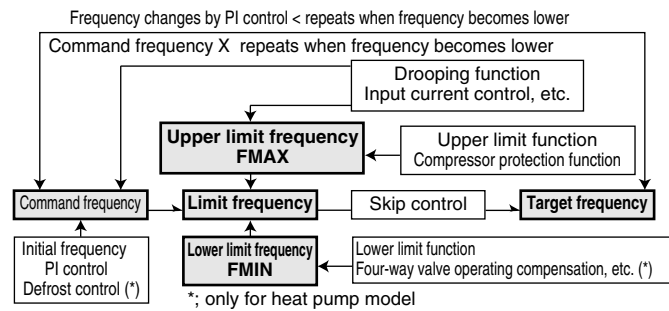 Frequency changes by PI control < repeats when frequency becomes lower
Command frequency X repeats when frequency becomes lower
Drooping function
Input current control, etc.
Upper limit frequency
FMAX
Upper limit function
Compressor protection function
Command frequency
Limit frequency
Skip control
Target frequency
Initial frequency
PI control
Defrost control (*)
Lower limit frequency
FMIN
Lower limit function
Four-way valve operating compensation, etc. (*)
*; only for heat pump model